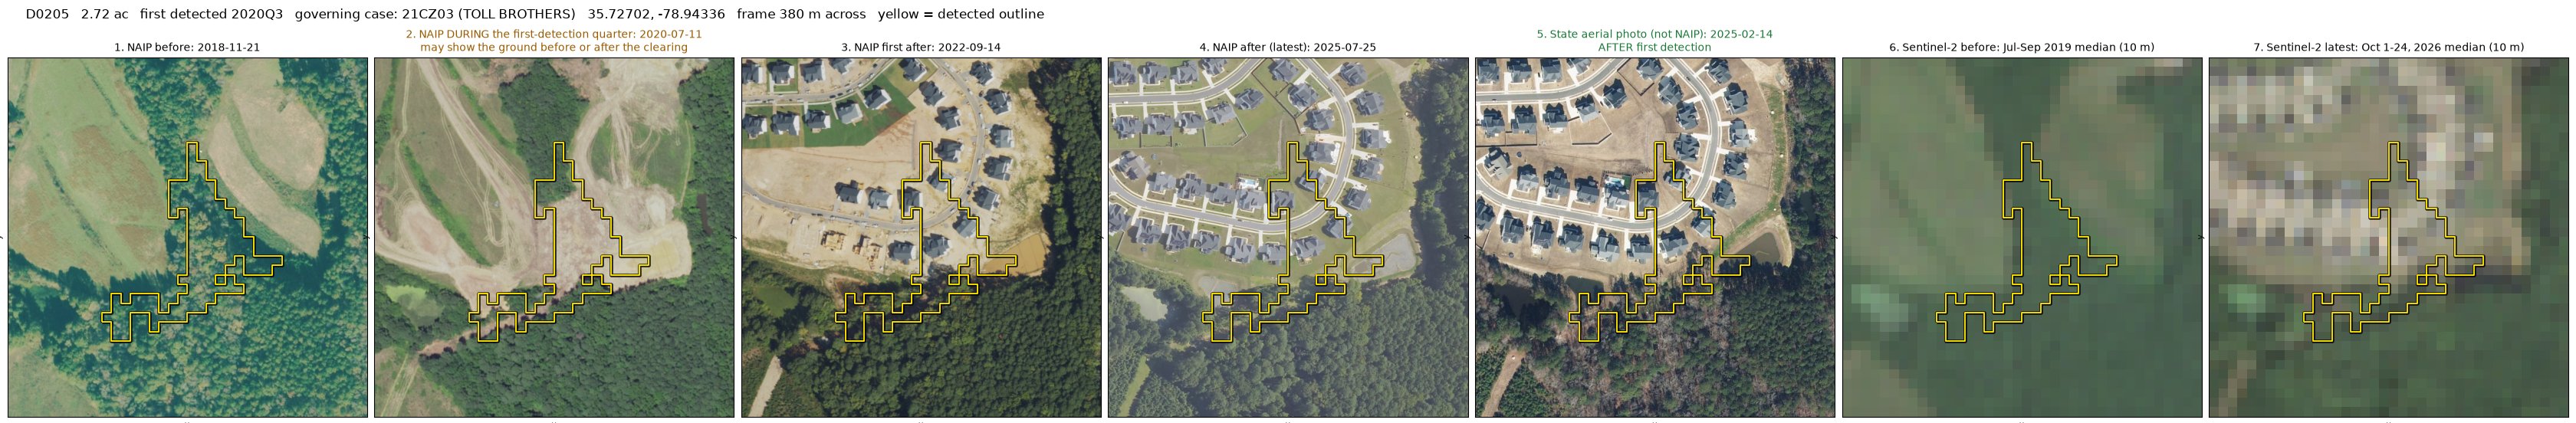 D0205 2.72 ac first detected 2020Q3 governing case: 21CZ03 (TOLL BROTHERS) 35.72702, -78.94336 frame 380 m across yellow = detected outline
1. NAIP before: 2018-11-21
2. NAIP DURING the first-detection quarter: 2020-07-11
may show the ground before or after the clearing
3. NAIP first after: 2022-09-14
4. NAIP after (latest): 2025-07-25
5. State aerial photo (not NAIP): 2025-02-14
AFTER first detection
6. Sentinel-2 before: Jul-Sep 2019 median (10 m)
7. Sentinel-2 latest: Oct 1-24, 2026 median (10 m)